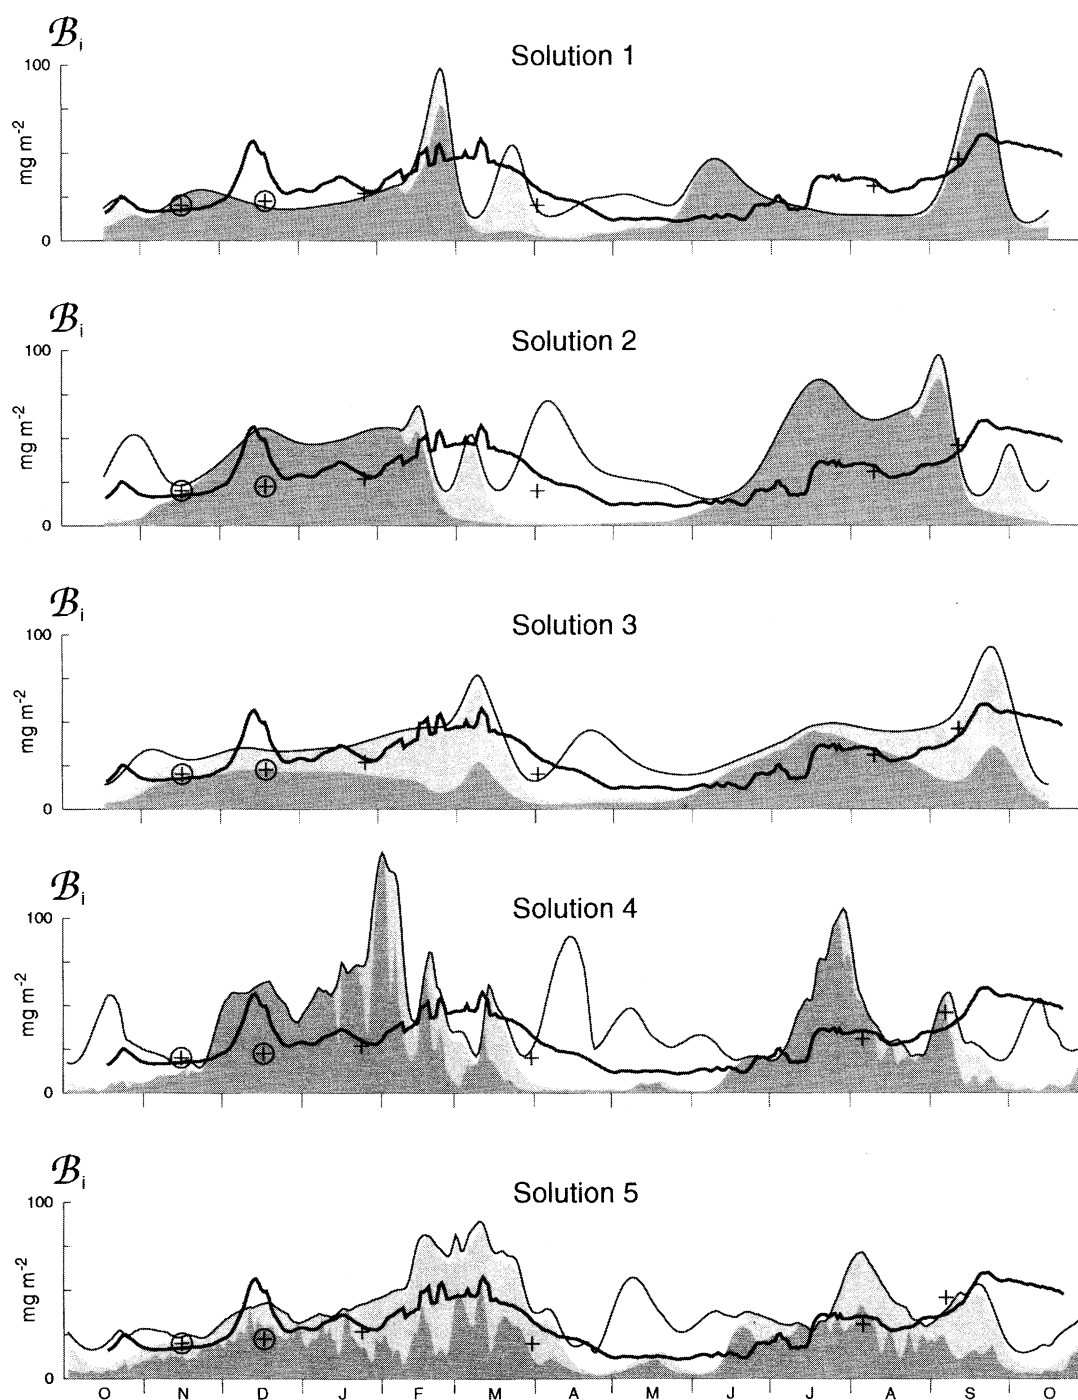 ℬi
Solution 1
100
mg m-2
0
ℬi
Solution 2
100
mg m-2
0
ℬi
Solution 3
100
mg m-2
0
ℬi
Solution 4
100
mg m-2
0
ℬi
Solution 5
100
mg m-2
0
O N D J F M A M J J A S O